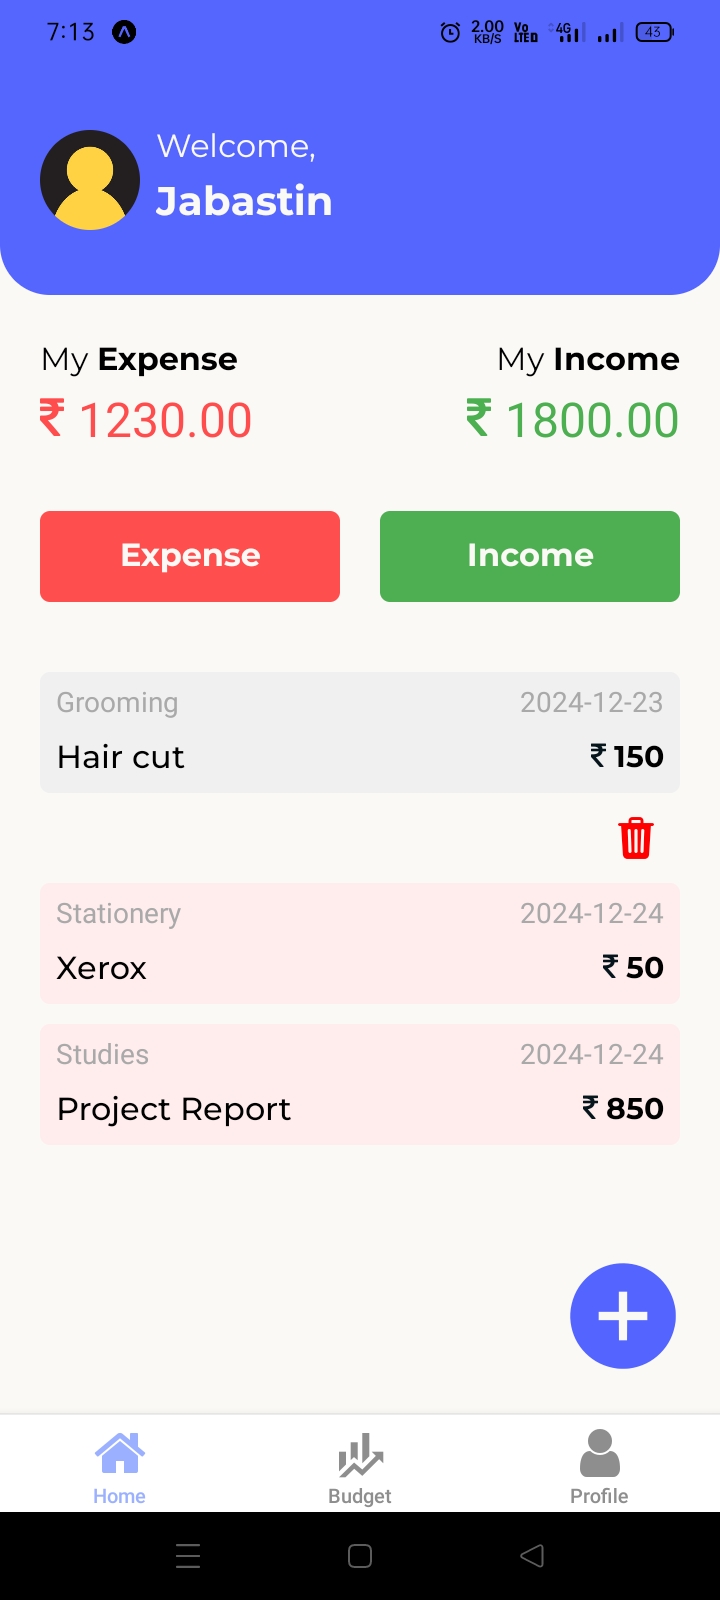 7:13 2.00 KB/S Vo LTE 4G 43
Welcome,
Jabastin
My Expense My Income
₹ 1230.00 ₹ 1800.00
Expense Income
Grooming 2024-12-23
Hair cut ₹ 150
Stationery 2024-12-24
Xerox ₹ 50
Studies 2024-12-24
Project Report ₹ 850
Home Budget Profile